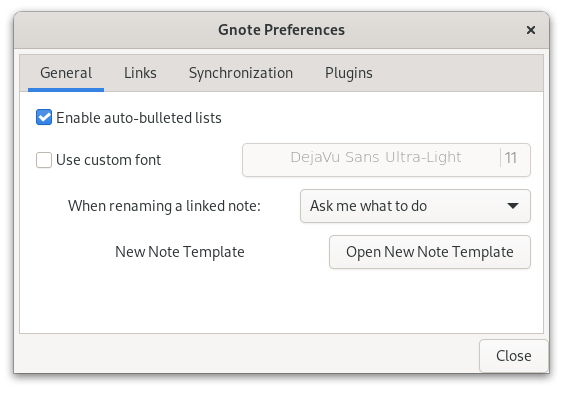 Gnote Preferences
General Links Synchronization Plugins
Enable auto-bulleted lists
Use custom font DejaVu Sans Ultra-Light 11
When renaming a linked note: Ask me what to do
New Note Template Open New Note Template
Close